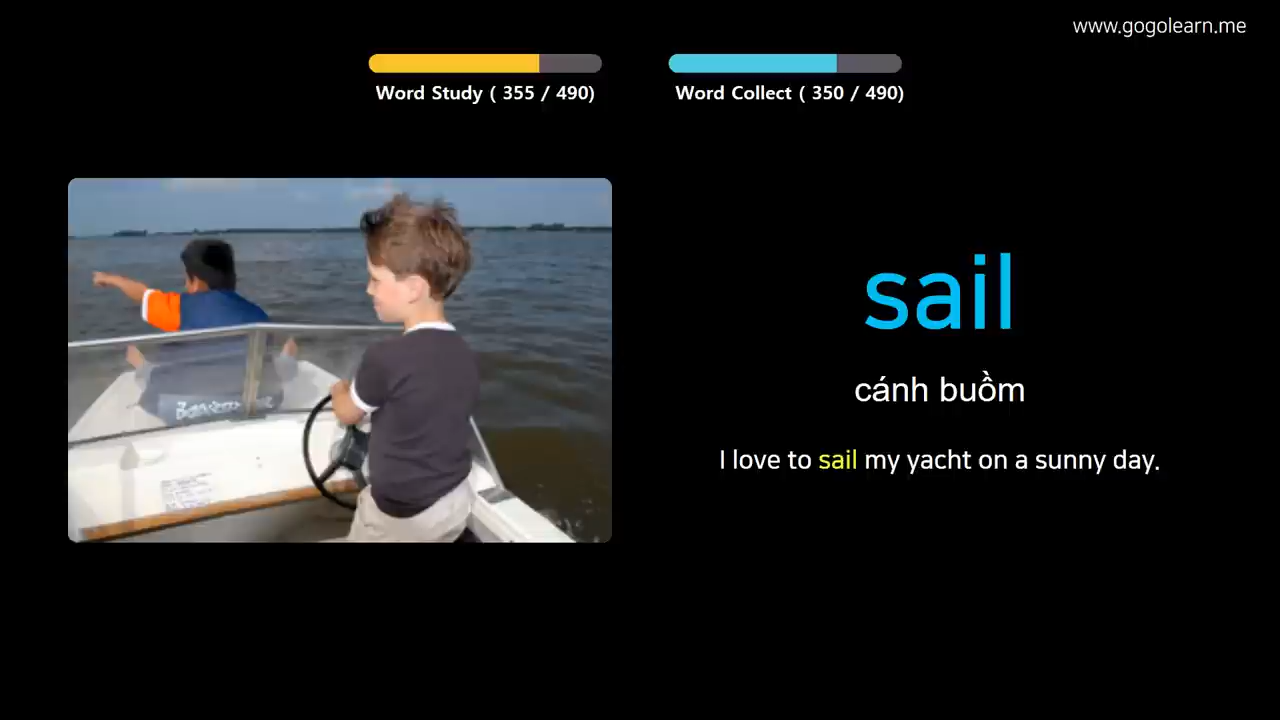 www.gogolearn.me
Word Study ( 355 / 490)
Word Collect ( 350 / 490)
sail
cánh buồm
I love to sail my yacht on a sunny day.